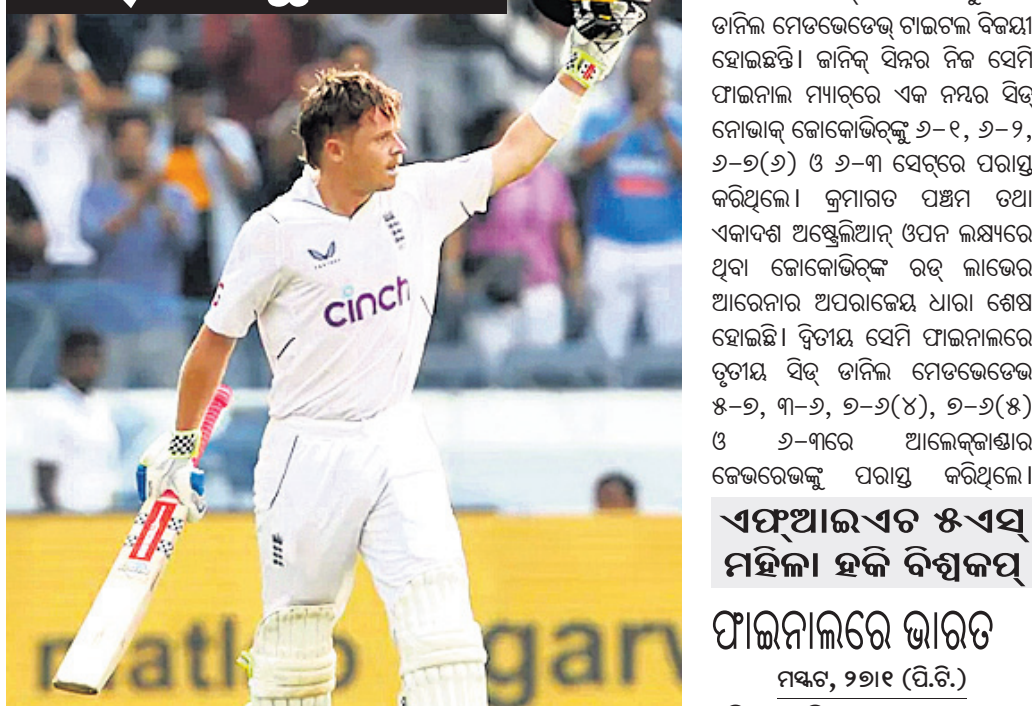 cinch
ଡାନିଲ ମେଡଭେଡେଭ୍ ଟାଇଟଲ ବିଜୟୀ
ହୋଇଛନ୍ତି। ଜାନିକ୍ ସିନ୍ନର ନିଜ ସେମି
ଫାଇନାଲ ମ୍ୟାଚ୍‌ରେ ଏକ ନମ୍ବର ସିଡ୍
ନୋଭାକ୍ ଜୋକୋଭିଚ୍‌ଙ୍କୁ ୬–୧, ୬–୨,
୬–୭(୬) ଓ ୬–୩ ସେଟ୍‌ରେ ପରାସ୍ତ
କରିଥିଲେ। କ୍ରମାଗତ ପଞ୍ଚମ ତଥା
ଏକାଦଶ ଅଷ୍ଟ୍ରେଲିଆନ୍ ଓପନ ଲକ୍ଷ୍ୟରେ
ଥିବା ଜୋକୋଭିଚ୍‌ଙ୍କ ରଡ୍ ଲାଭେର
ଆରେନାର ଅପରାଜେୟ ଧାରା ଶେଷ
ହୋଇଛି। ଦ୍ୱିତୀୟ ସେମି ଫାଇନାଲରେ
ତୃତୀୟ ସିଡ୍ ଡାନିଲ ମେଡଭେଡେଭ
୫–୭, ୩–୬, ୭–୬(୪), ୭–୬(୫)
ଓ ୬–୩ରେ ଆଲେକ୍‌ଜାଣ୍ଡାର
ଜେଭରେଭଙ୍କୁ ପରାସ୍ତ କରିଥିଲେ।
ଏଫ୍ଆଇଏଚ ୫ଏସ୍
ମହିଳା ହକି ବିଶ୍ୱକପ୍
ଫାଇନାଲରେ ଭାରତ
ମସ୍କଟ, ୨୭।୧ (ପି.ଟି.)